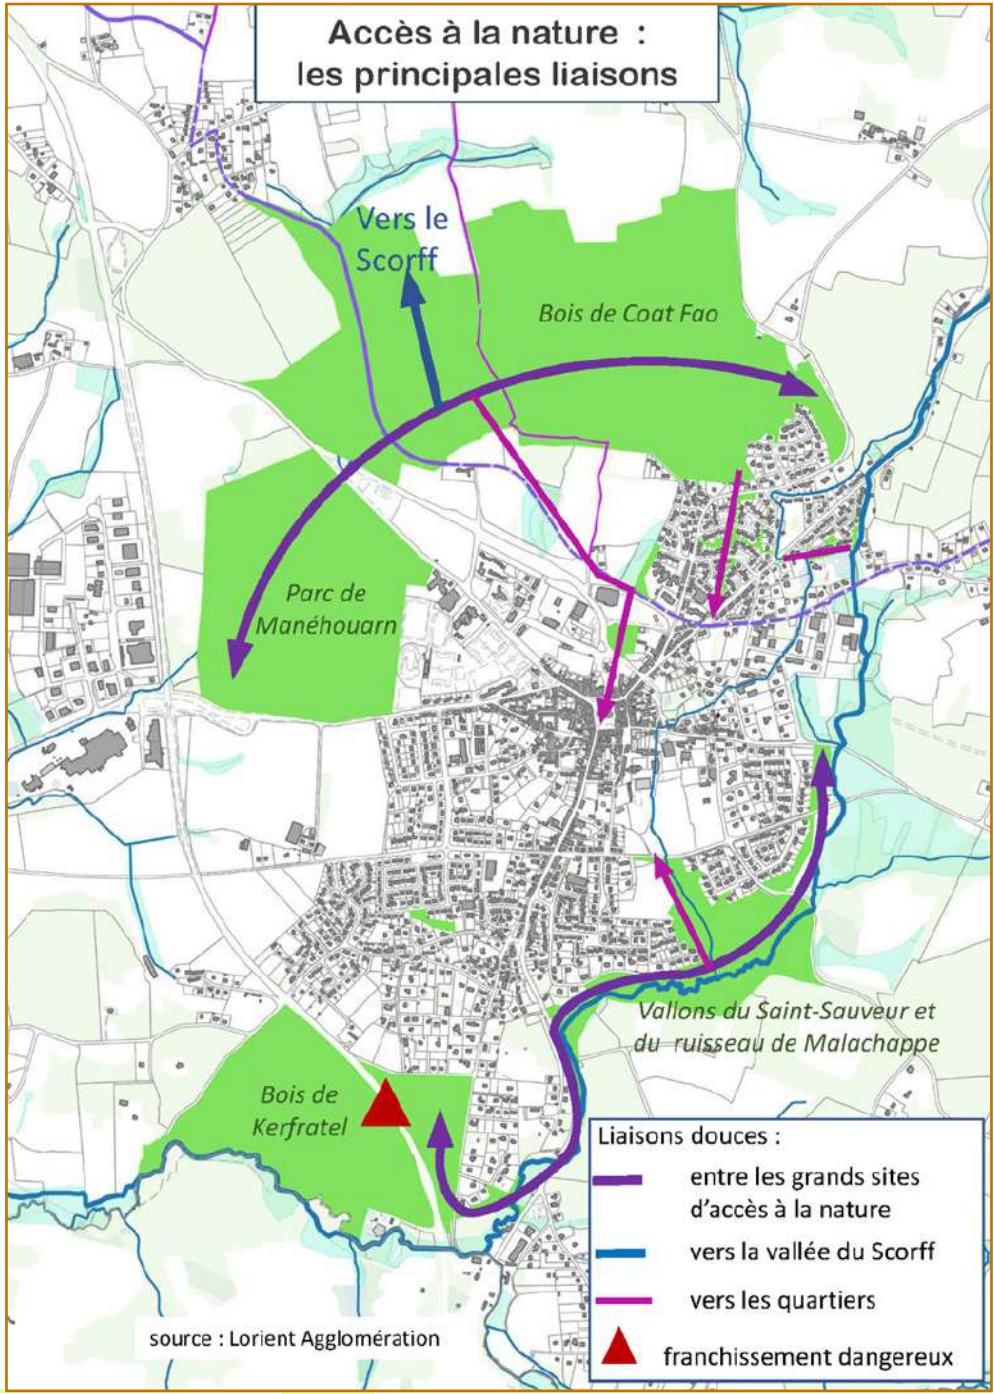 Accès à la nature :
les principales liaisons
Vers le
Scorff
Bois de Coat Fao
Parc de
Manéhouarn
Vallons du Saint-Sauveur et
du ruisseau de Malachappe
Bois de
Kerfratel
Liaisons douces :
entre les grands sites
d'accès à la nature
vers la vallée du Scorff
vers les quartiers
franchissement dangereux
source : Lorient Agglomération